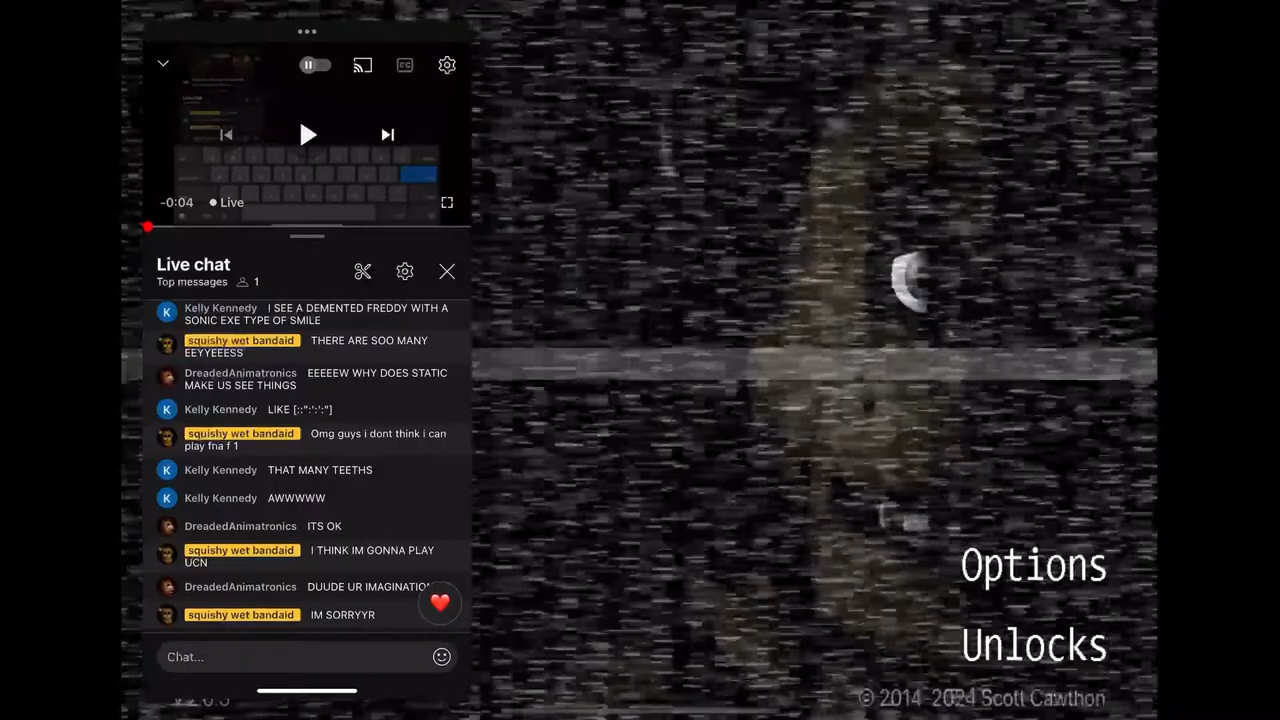 CC
-0:04 Live
Live chat
Top messages 1
K Kelly Kennedy I SEE A DEMENTED FREDDY WITH A
SONIC EXE TYPE OF SMILE
squishy wet bandaid THERE ARE SOO MANY
EEYYEEESS
DreadedAnimatronics EEEEEW WHY DOES STATIC
MAKE US SEE THINGS
K Kelly Kennedy LIKE [::":':':"]
squishy wet bandaid Omg guys i dont think i can
play fna f 1
K Kelly Kennedy THAT MANY TEETHS
K Kelly Kennedy AWWWWW
DreadedAnimatronics ITS OK
squishy wet bandaid I THINK IM GONNA PLAY
UCN
DreadedAnimatronics DUUDE UR IMAGINATIO
squishy wet bandaid IM SORRYYR
Chat...
Options
Unlocks
© 2014-2024 Scott Cawthon